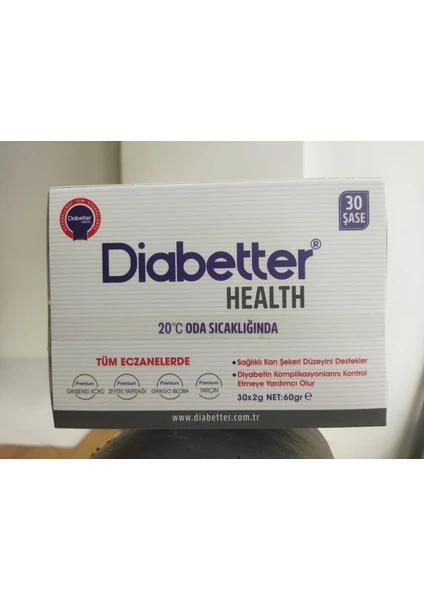 30
ŞASE
Diabetter
HEALTH
Diabetter®
HEALTH
20°C ODA SICAKLIĞINDA
TÜM ECZANELERDE
Premium
GINSENG KÖKÜ
Premium
ZEYTİN YAPRAĞI
Premium
GINKGO BILOBA
Premium
TARÇIN
• Sağlıklı Kan Şekeri Düzeyini Destekler
• Diyabetin Komplikasyonlarını Kontrol
Etmeye Yardımcı Olur
30x2g NET:60gr ℮
www.diabetter.com.tr